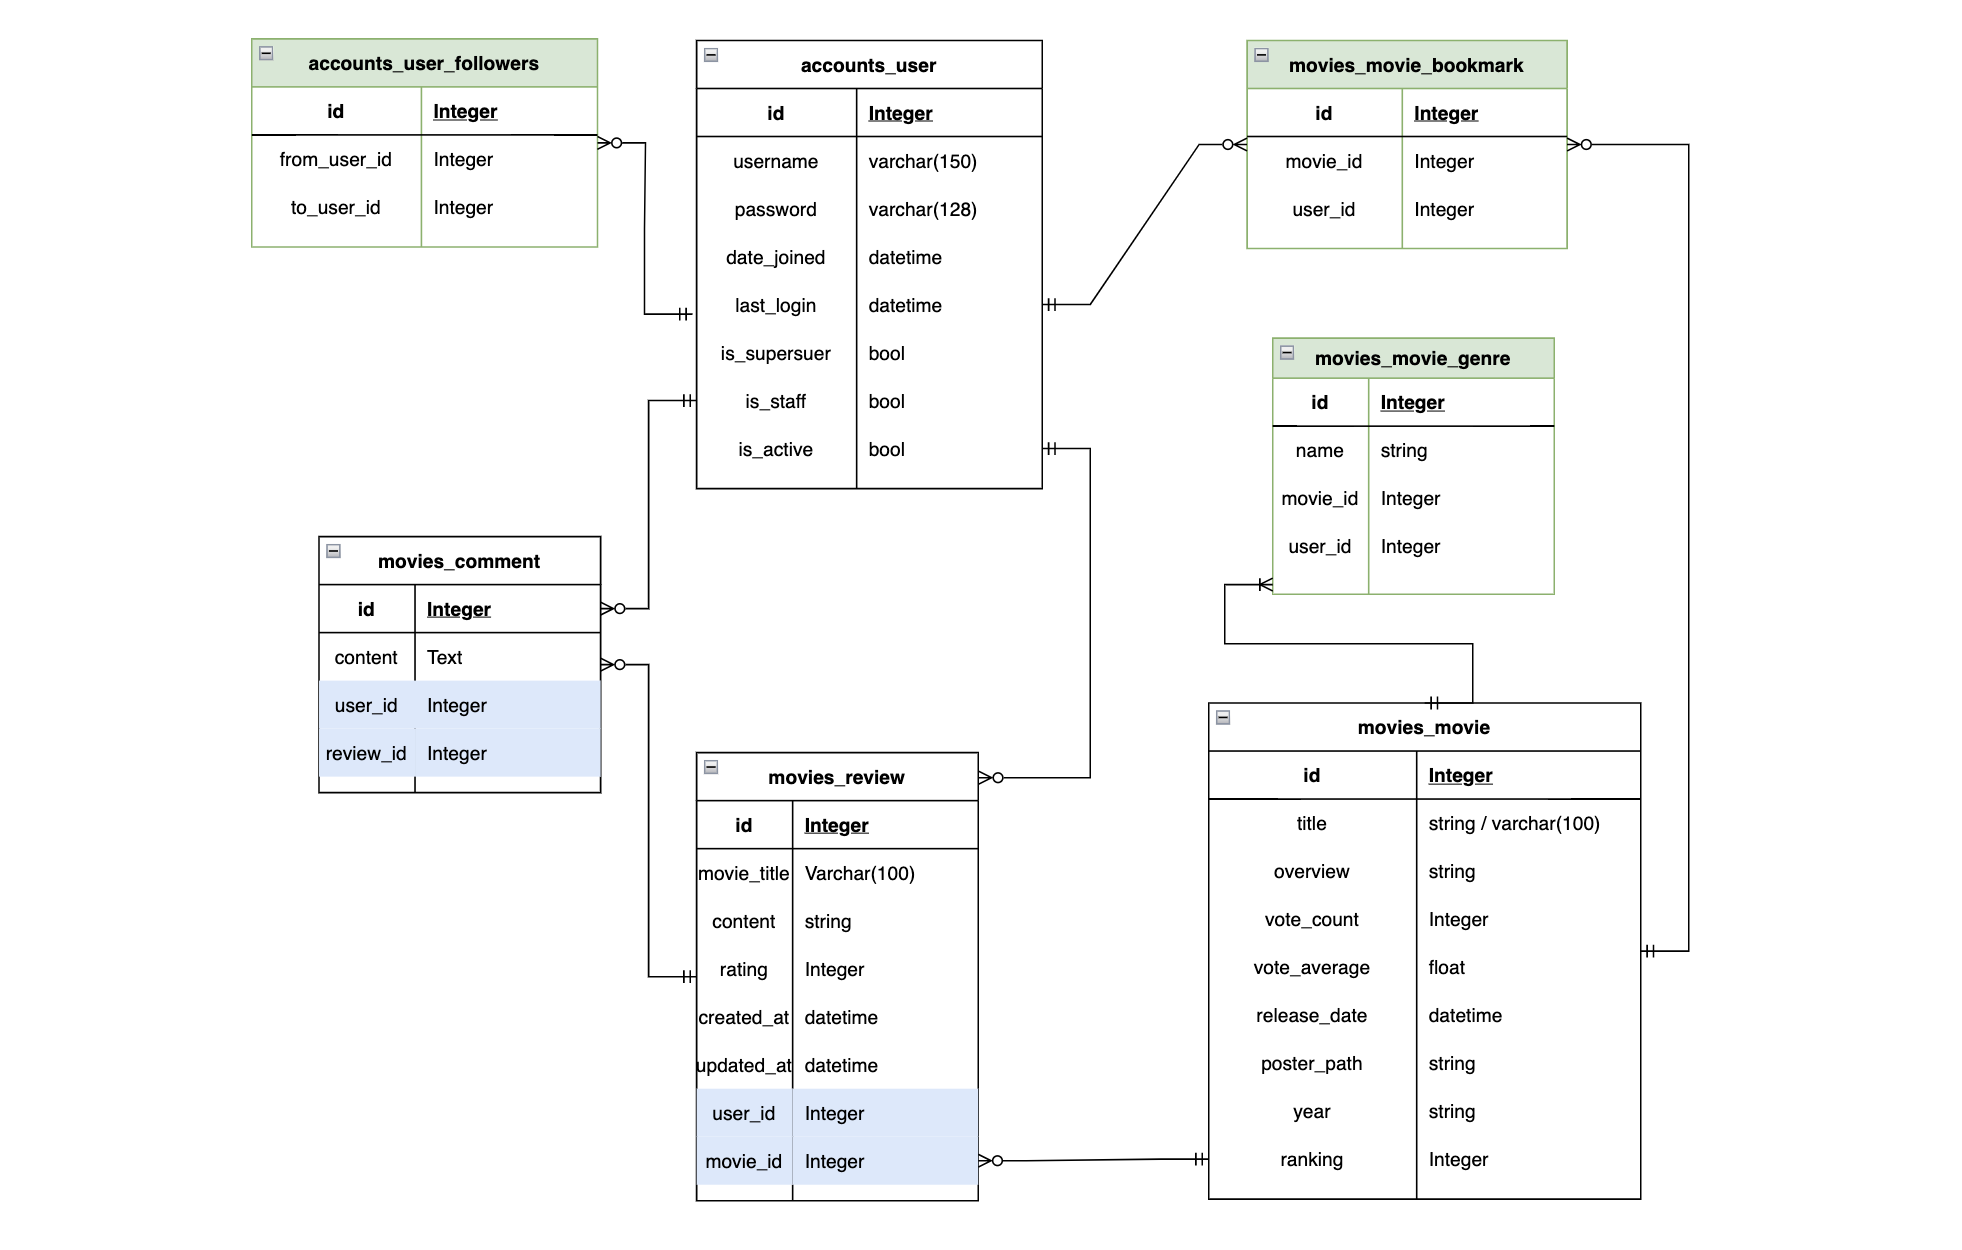 accounts_user_followers
id Integer
from_user_id Integer
to_user_id Integer
accounts_user
id Integer
username varchar(150)
password varchar(128)
date_joined datetime
last_login datetime
is_supersuer bool
is_staff bool
is_active bool
movies_movie_bookmark
id Integer
movie_id Integer
user_id Integer
movies_movie_genre
id Integer
name string
movie_id Integer
user_id Integer
movies_comment
id Integer
content Text
user_id Integer
review_id Integer
movies_review
id Integer
movie_title Varchar(100)
content string
rating Integer
created_at datetime
updated_at datetime
user_id Integer
movie_id Integer
movies_movie
id Integer
title string / varchar(100)
overview string
vote_count Integer
vote_average float
release_date datetime
poster_path string
year string
ranking Integer